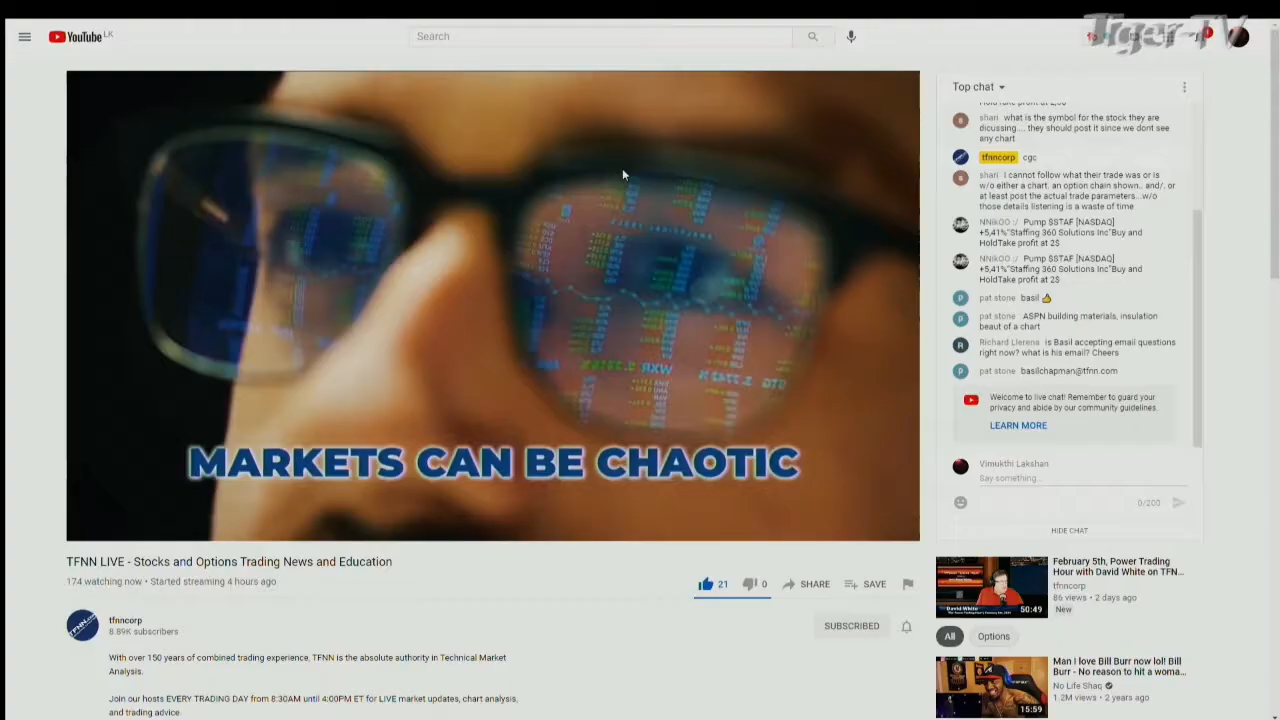 Tiger-TV
YouTube LK
Search
MARKETS CAN BE CHAOTIC
TFNN LIVE - Stocks and Options Trading News and Education
174 watching now • Started streaming 4 hours ago
21
0
SHARE
SAVE
TFNN.com
tfnncorp
8.89K subscribers
SUBSCRIBED
With over 150 years of combined trading experience, TFNN is the absolute authority in Technical Market
Analysis.
Join our hosts EVERY TRADING DAY from 8:30AM until 4:00PM ET for LIVE market updates, chart analysis,
and trading advice.
Top chat
HoldTake profit at 2,5$
shari what is the symbol for the stock they are
dicussing.... they should post it since we dont see
any chart
tfnncorp cgc
shari I cannot follow what their trade was or is
w/o either a chart. an option chain shown.. and/. or
at least post the actual trade parameters...w/o
those details listening is a waste of time
NNikOO :/ Pump $STAF [NASDAQ]
+5,41%"Staffing 360 Solutions Inc"Buy and
HoldTake profit at 2$
NNikOO :/ Pump $STAF [NASDAQ]
+5,41%"Staffing 360 Solutions Inc"Buy and
HoldTake profit at 2$
pat stone basil 👍
pat stone ASPN building materials, insulation
beaut of a chart
Richard Llerena is Basil accepting email questions
right now? what is his email? Cheers
pat stone basilchapman@tfnn.com
Welcome to live chat! Remember to guard your
privacy and abide by our community guidelines.
LEARN MORE
Vimukthi Lakshan
Say something...
0/200
HIDE CHAT
February 5th, Power Trading
Hour with David White on TFN...
tfnncorp
86 views • 2 days ago
New
David White
50:49
All
Options
Man I love Bill Burr now lol! Bill
Burr - No reason to hit a woma...
No Life Shaq
1.2M views • 2 years ago
15:59